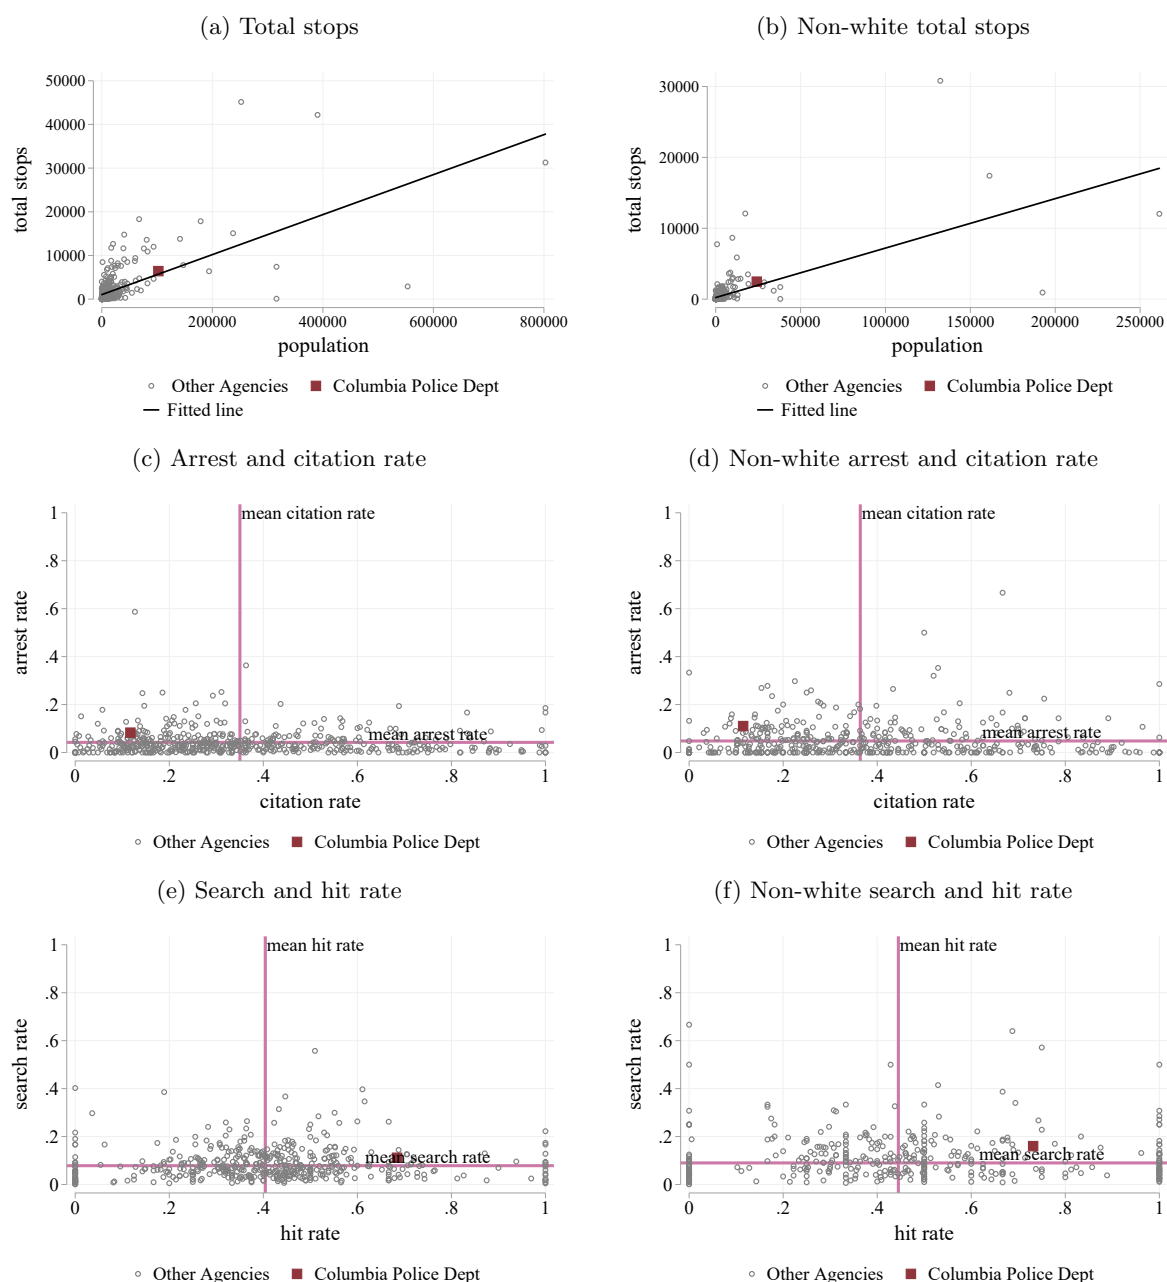 (a) Total stops
50000
40000
30000
20000
10000
0
total stops
0 200000 400000 600000 800000
population
Other Agencies Columbia Police Dept
Fitted line
(b) Non-white total stops
30000
20000
10000
0
total stops
0 50000 100000 150000 200000 250000
population
Other Agencies Columbia Police Dept
Fitted line
(c) Arrest and citation rate
mean citation rate
1
.8
.6
.4
.2
0
arrest rate
mean arrest rate
0 .2 .4 .6 .8 1
citation rate
Other Agencies Columbia Police Dept
(d) Non-white arrest and citation rate
mean citation rate
1
.8
.6
.4
.2
0
arrest rate
mean arrest rate
0 .2 .4 .6 .8 1
citation rate
Other Agencies Columbia Police Dept
(e) Search and hit rate
mean hit rate
1
.8
.6
.4
.2
0
search rate
mean search rate
0 .2 .4 .6 .8 1
hit rate
Other Agencies Columbia Police Dept
(f) Non-white search and hit rate
mean hit rate
1
.8
.6
.4
.2
0
search rate
mean search rate
0 .2 .4 .6 .8 1
hit rate
Other Agencies Columbia Police Dept